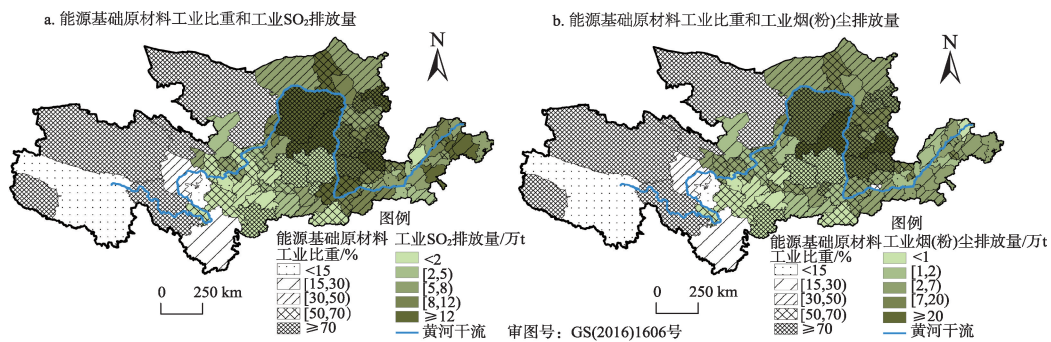 a. 能源基础原材料工业比重和工业SO₂排放量
N
图例
能源基础原材料
工业比重/%
<15
[15,30)
[30,50)
[50,70)
≥70
工业SO₂排放量/万t
<2
[2,5)
[5,8)
[8,12)
≥12
黄河干流
0 250 km
b. 能源基础原材料工业比重和工业烟(粉)尘排放量
N
图例
能源基础原材料
工业比重/%
<15
[15,30)
[30,50)
[50,70)
≥70
工业烟(粉)尘排放量/万t
<1
[1,2)
[2,7)
[7,20)
≥20
黄河干流
0 250 km
审图号：GS(2016)1606号